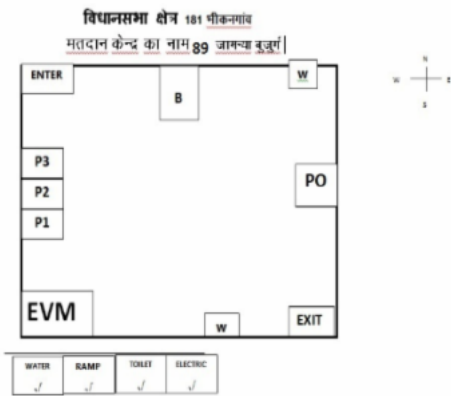 विधानसभा क्षेत्र 181 भीकनगांव
मतदान केन्द्र का नाम 89 जामन्या बुजुर्ग
ENTER
B
W
N
W E
S
P3
P2
P1
PO
EVM
W
EXIT
WATER RAMP TOILET ELECTRIC
√ √ √ √